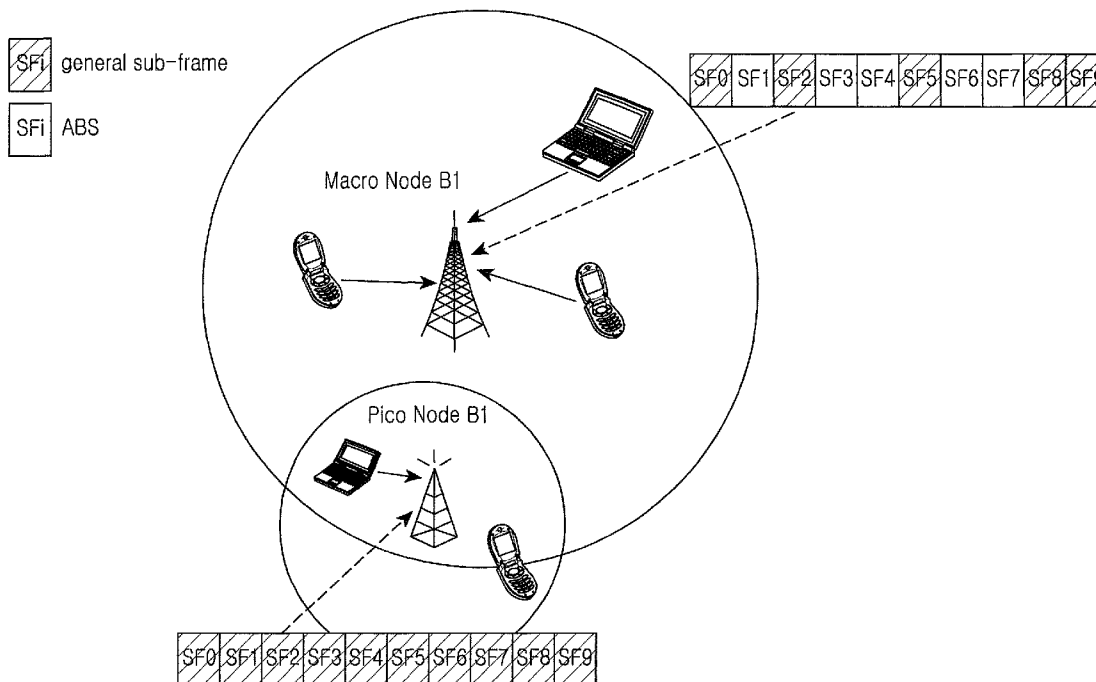 SFi general sub-frame
SFi ABS
SF0 SF1 SF2 SF3 SF4 SF5 SF6 SF7 SF8 SF9
Macro Node B1
Pico Node B1
SF0 SF1 SF2 SF3 SF4 SF5 SF6 SF7 SF8 SF9